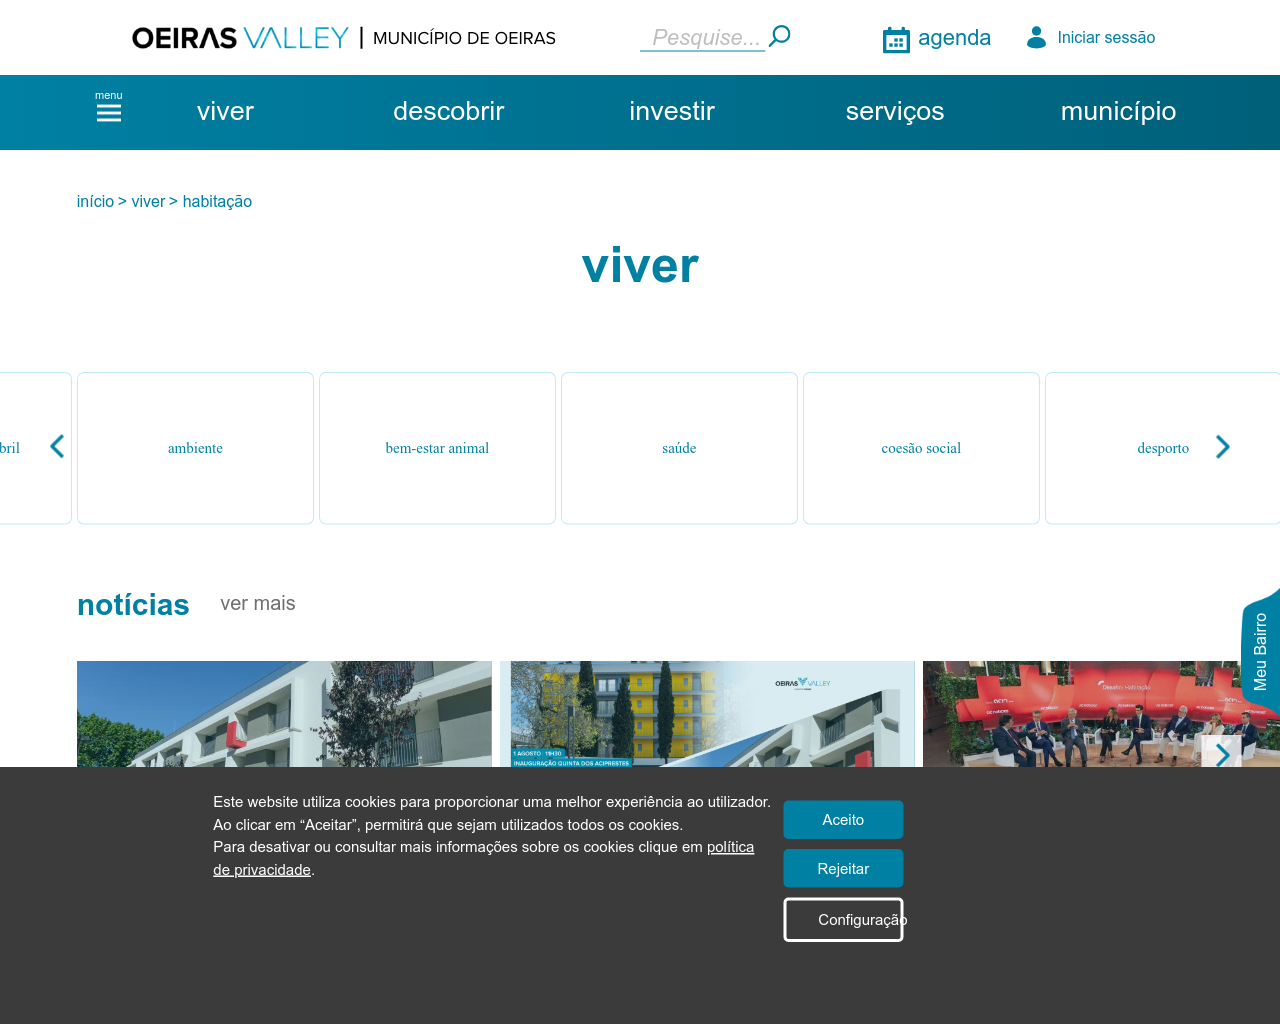 OEIRAS VALLEY | MUNICÍPIO DE OEIRAS
Pesquise...
agenda
Iniciar sessão
menu
viver
descobrir
investir
serviços
município
início > viver > habitação
viver
bril
ambiente
bem-estar animal
saúde
coesão social
desporto
notícias
ver mais
Meu Bairro
OEIRAS VALLEY
1 AGOSTO | 11H30
INAUGURAÇÃO QUINTA DOS ACIPRESTES
Desafio: Habitação
Este website utiliza cookies para proporcionar uma melhor experiência ao utilizador.
Ao clicar em “Aceitar”, permitirá que sejam utilizados todos os cookies.
Para desativar ou consultar mais informações sobre os cookies clique em política
de privacidade.
Aceito
Rejeitar
Configuração